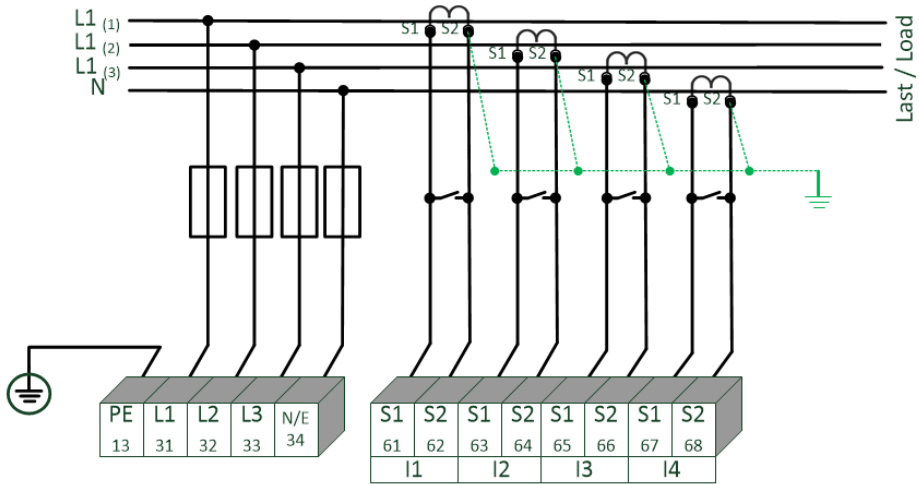 L1 (1)
L1 (2)
L1 (3)
N
S1 S2
S1 S2
S1 S2
S1 S2
Last / Load
PE L1 L2 L3 N/E
13 31 32 33 34
S1 S2 S1 S2 S1 S2 S1 S2
61 62 63 64 65 66 67 68
I1 I2 I3 I4